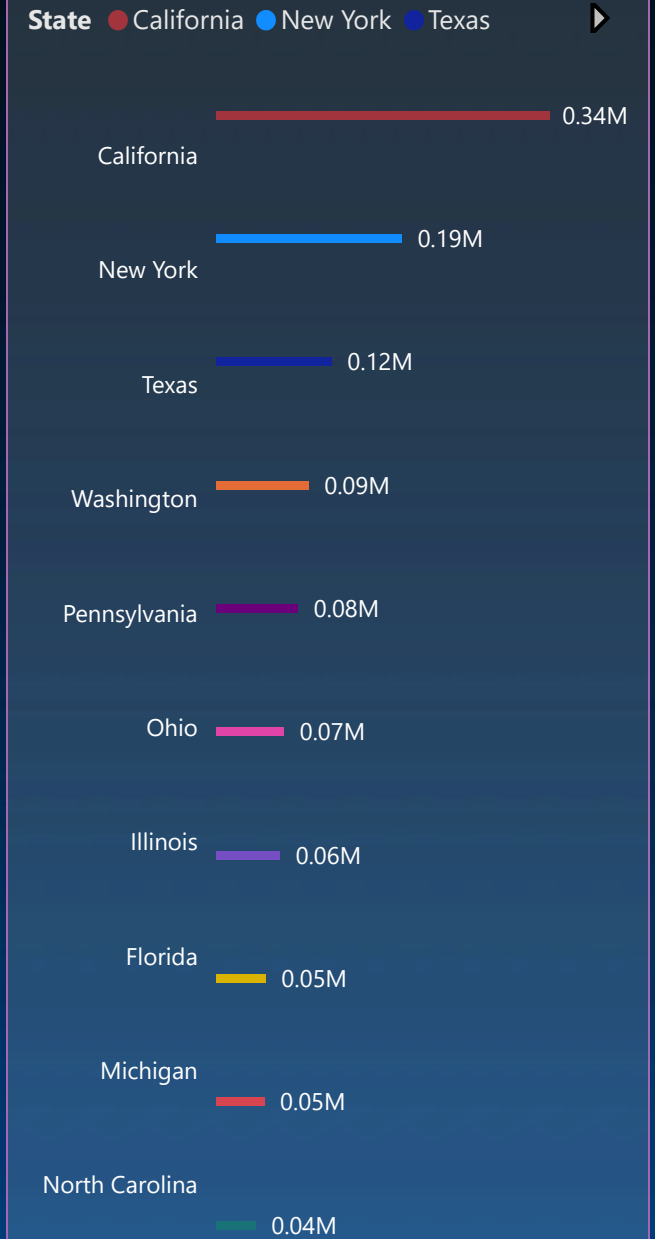 State California New York Texas
0.34M
California
0.19M
New York
0.12M
Texas
0.09M
Washington
0.08M
Pennsylvania
Ohio
0.07M
Illinois
0.06M
Florida
0.05M
Michigan
0.05M
North Carolina
0.04M